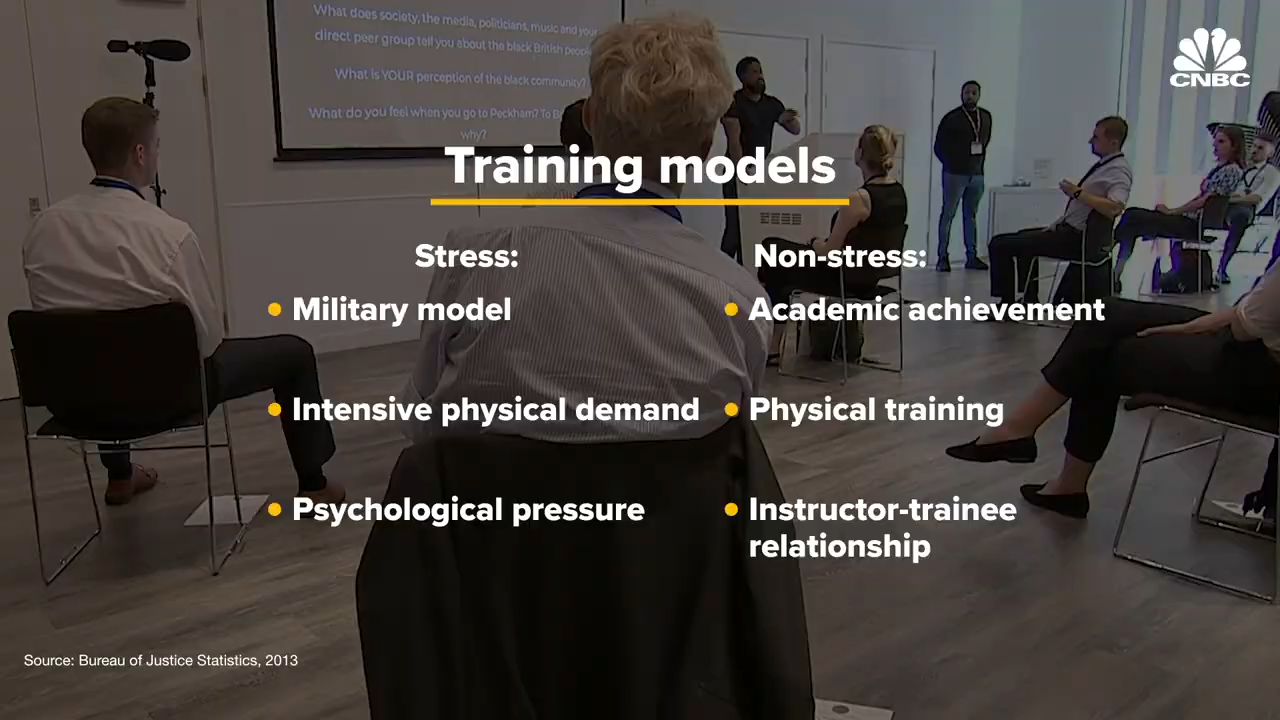 What does society, the media, politicians, music and your
direct peer group tell you about the black British people
What is YOUR perception of the black community?
What do you feel when you go to Peckham? To
why?
CNBC
Training models
Stress:
Military model
Intensive physical demand
Psychological pressure
Non-stress:
Academic achievement
Physical training
Instructor-trainee
relationship
Source: Bureau of Justice Statistics, 2013